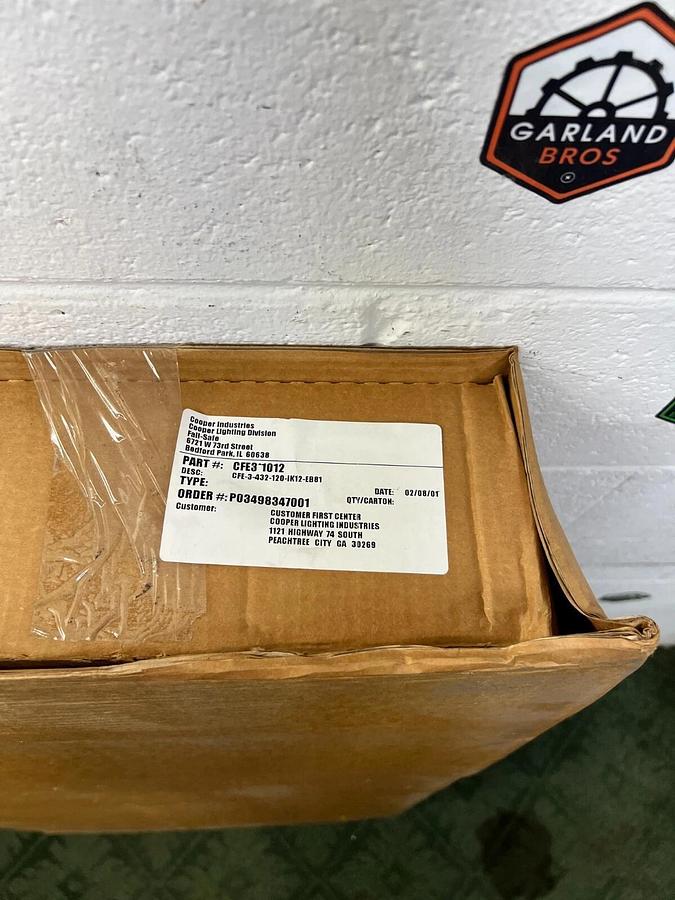 GARLAND
BROS
Cooper Industries
Cooper Lighting Division
Fail-Safe
6721 W 73rd Street
Bedford Park, IL 60638
PART #: CFE3~1012
DESC: CFE-3-432-120-IK12-EB81
TYPE:
DATE: 02/08/01
ORDER #: P03498347001
QTY/CARTON:
Customer: CUSTOMER FIRST CENTER
COOPER LIGHTING INDUSTRIES
1121 HIGHWAY 74 SOUTH
PEACHTREE CITY GA 30269